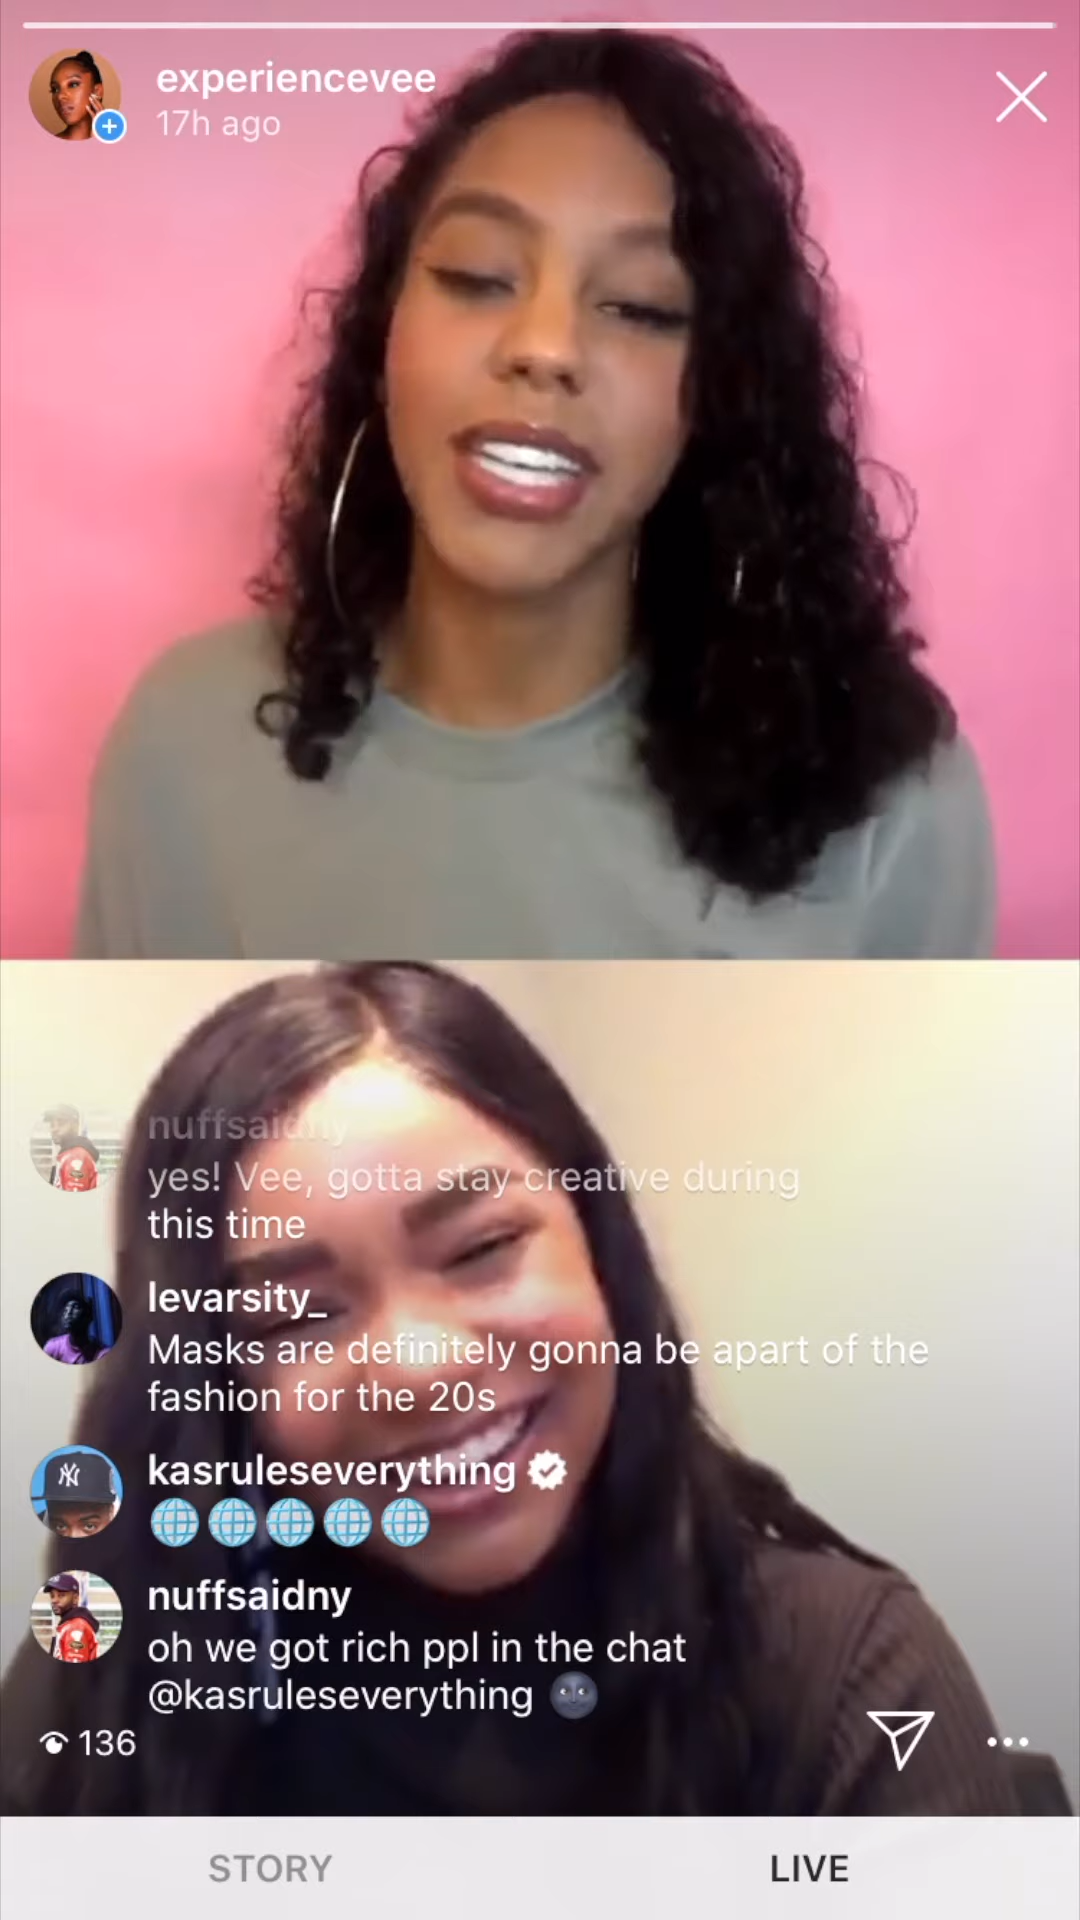 experiencevee
17h ago
nuffsaidny
yes! Vee, gotta stay creative during
this time
levarsity_
Masks are definitely gonna be apart of the
fashion for the 20s
kasruleseverything
🌐🌐🌐🌐🌐
nuffsaidny
oh we got rich ppl in the chat
@kasruleseverything 🌚
136
STORY
LIVE